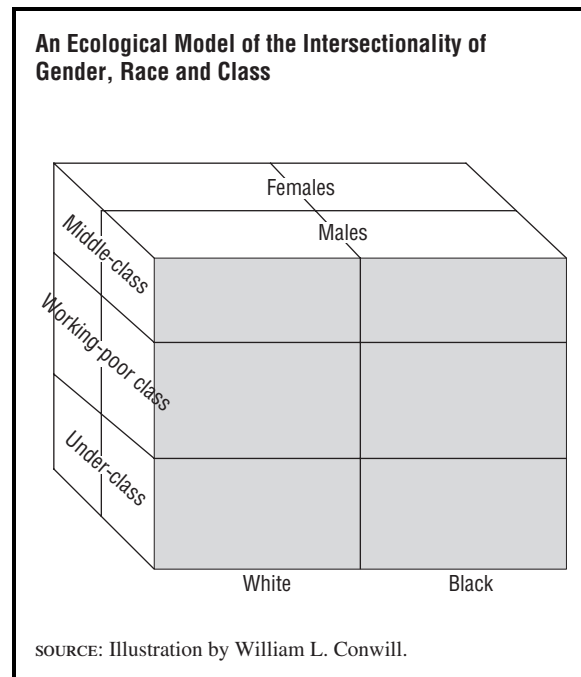 An Ecological Model of the Intersectionality of
Gender, Race and Class
Females
Males
Middle-class
Working-poor class
Under-class
White
Black
SOURCE: Illustration by William L. Conwill.